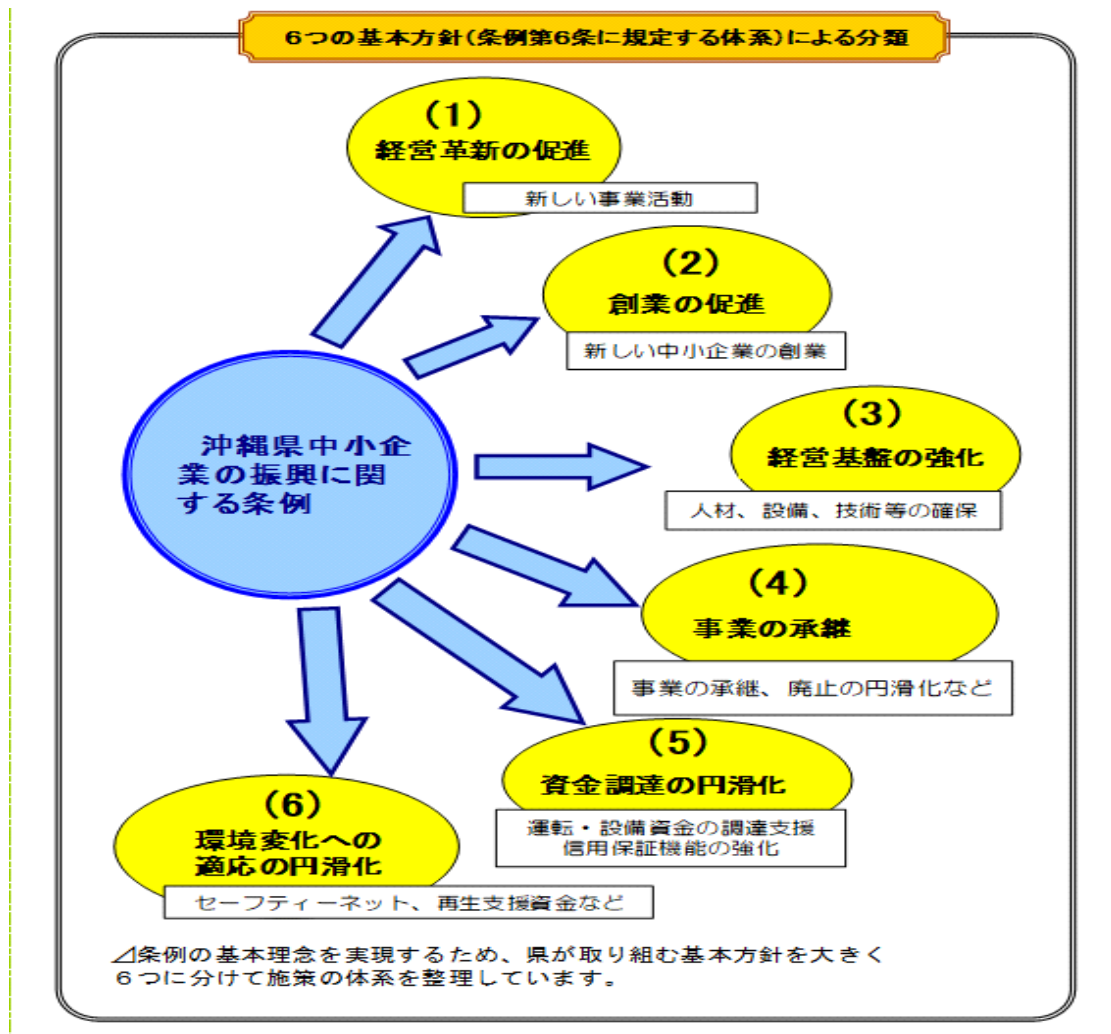 6つの基本方針(条例第6条に規定する体系)による分類
(1)
経営革新の促進
新しい事業活動
(2)
創業の促進
新しい中小企業の創業
(3)
経営基盤の強化
人材、設備、技術等の確保
沖縄県中小企
業の振興に関
する条例
(4)
事業の承継
事業の承継、廃止の円滑化など
(5)
資金調達の円滑化
運転・設備資金の調達支援
信用保証機能の強化
(6)
環境変化への
適応の円滑化
セーフティーネット、再生支援資金など
⊿条例の基本理念を実現するため、県が取り組む基本方針を大きく
6つに分けて施策の体系を整理しています。